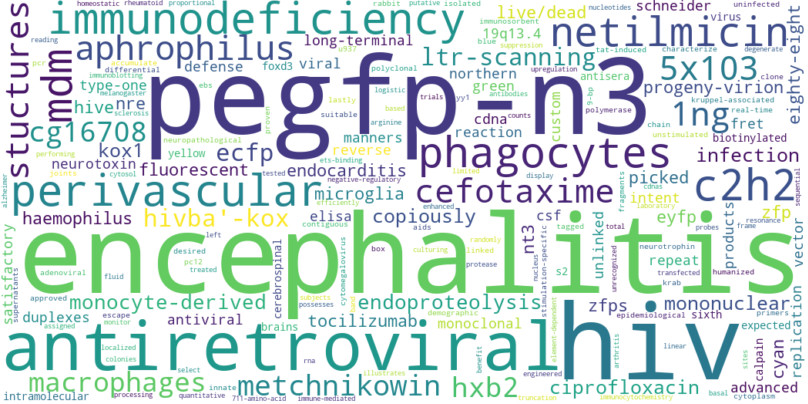 immunodeficiency
live/dead
schneider
netilmicin
aphrophilus
long-terminal
19q13.4
virus
uninfected
stuctures
mdm
pegfp-n3
defense
foxd3
viral
ltr-scanning
5x103
type-one
northern
antisera
progeny-virion
eighty-eight
hive
nre
green
custom
1ng
cg16708
kox1
ecfp
manners
cdna
reaction
fret
biotinylated
neurotoxin
yellow
fluorescent
reverse
phagocytes
infection
endocarditis
perivascular
microglia
cefotaxime
picked
intent
c2h2
haemophilus
hivba'-kox
elisa
copiously
csf
nt3
eyfp
zfp
encephalitis
unlinked
repeat
products
vector
satisfactory
monocyte-derived
cerebrospinal
cytomegalovirus
endoproteolysis
zfps
mononuclear
replication
duplexes
antiviral
tocilizumab
monoclonal
sixth
expected
brains
antiretroviral
hiv
calpain
cyan
macrophages
metchnikowin
hxb2
ciprofloxacin
advanced
intramolecular
homeostatic
rheumatoid
proportional
rabbit
putative
isolated
nucleotides
reading
pcr
accumulate
immunoblotting
differential
u937
polyclonal
immunosorbent
blue
suppression
tat-induced
characterize
degenerate
clone
melanogaster
sclerosis
ebs
logistic
based
arginine
lastly
suitable
upregulation
trials
yy1
counts
antibodies
9-bp
polymerase
kruppel-associated
real-time
chain
unstimulated
neuropathological
performing
joints
cytosol
proven
ets-binding
tested
negative-regulatory
limited
display
fragments
cdnas
laboratory
sequential
alzheimer
efficiently
enhanced
contiguous
left
box
aids
culturing
linked
randomly
tagged
total
frame
resonance
probes
neurotrophin
transfected
humanized
krab
unrecognized
nucleus
protease
stimulation-specific
s2
adenoviral
desired
pc12
treated
fluid
supernatants
approved
possesses
subjects
escape
monitor
demographic
epidemiological
primers
assigned
localized
colonies
select
rna
illustrates
benefit
element-dependent
arthritis
engineered
linear
sites
processing
quantitative
innate
711-amino-acid
immune-mediated
truncation
immunocytochemistry
basal
cytoplasm